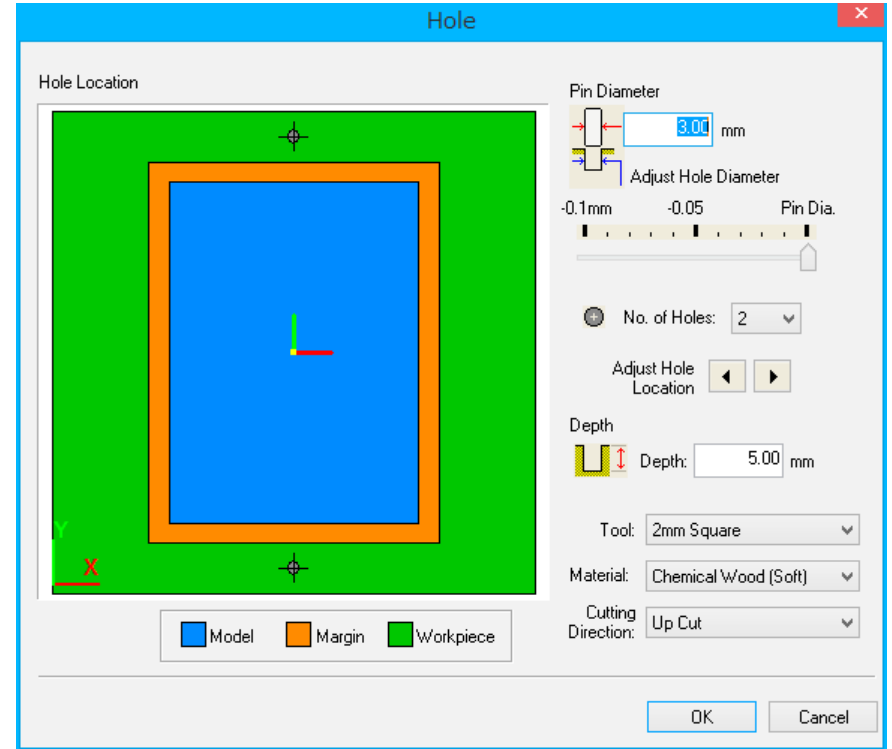 Hole
Hole Location
Pin Diameter
3.00 mm
Adjust Hole Diameter
-0.1mm -0.05 Pin Dia.
No. of Holes: 2
Adjust Hole
Location
Depth
Depth: 5.00 mm
Tool: 2mm Square
Material: Chemical Wood (Soft)
Cutting
Direction: Up Cut
Y
X
Model Margin Workpiece
OK Cancel